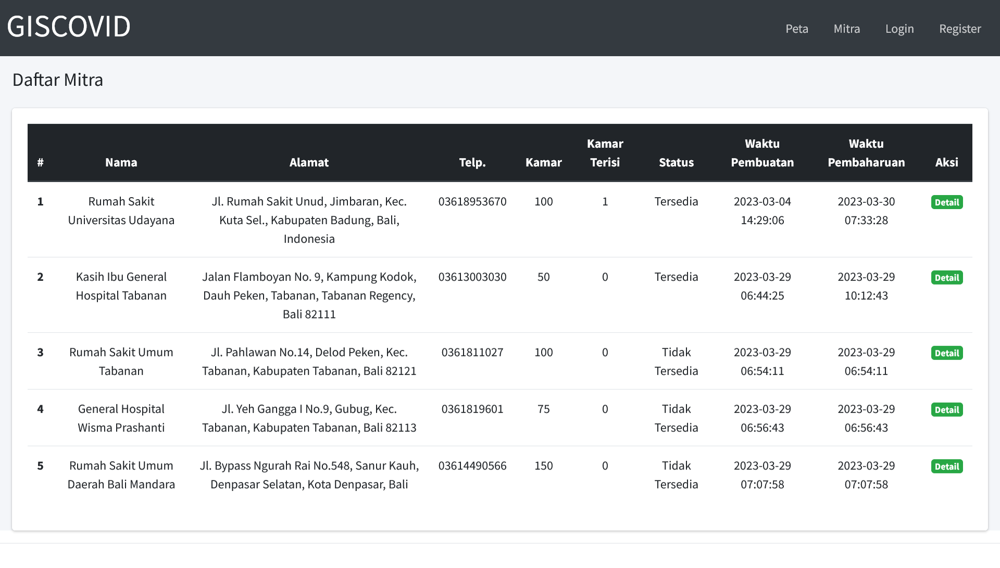 GISCOVID
Peta Mitra Login Register
Daftar Mitra
# Nama Alamat Telp. Kamar Kamar Terisi Status Waktu Pembuatan Waktu Pembaharuan Aksi
1 Rumah Sakit Universitas Udayana Jl. Rumah Sakit Unud, Jimbaran, Kec. Kuta Sel., Kabupaten Badung, Bali, Indonesia 03618953670 100 1 Tersedia 2023-03-04 14:29:06 2023-03-30 07:33:28 Detail
2 Kasih Ibu General Hospital Tabanan Jalan Flamboyan No. 9, Kampung Kodok, Dauh Peken, Tabanan, Tabanan Regency, Bali 82111 03613003030 50 0 Tersedia 2023-03-29 06:44:25 2023-03-29 10:12:43 Detail
3 Rumah Sakit Umum Tabanan Jl. Pahlawan No.14, Delod Peken, Kec. Tabanan, Kabupaten Tabanan, Bali 82121 0361811027 100 0 Tidak Tersedia 2023-03-29 06:54:11 2023-03-29 06:54:11 Detail
4 General Hospital Wisma Prashanti Jl. Yeh Gangga I No.9, Gubug, Kec. Tabanan, Kabupaten Tabanan, Bali 82113 0361819601 75 0 Tidak Tersedia 2023-03-29 06:56:43 2023-03-29 06:56:43 Detail
5 Rumah Sakit Umum Daerah Bali Mandara Jl. Bypass Ngurah Rai No.548, Sanur Kauh, Denpasar Selatan, Kota Denpasar, Bali 03614490566 150 0 Tidak Tersedia 2023-03-29 07:07:58 2023-03-29 07:07:58 Detail